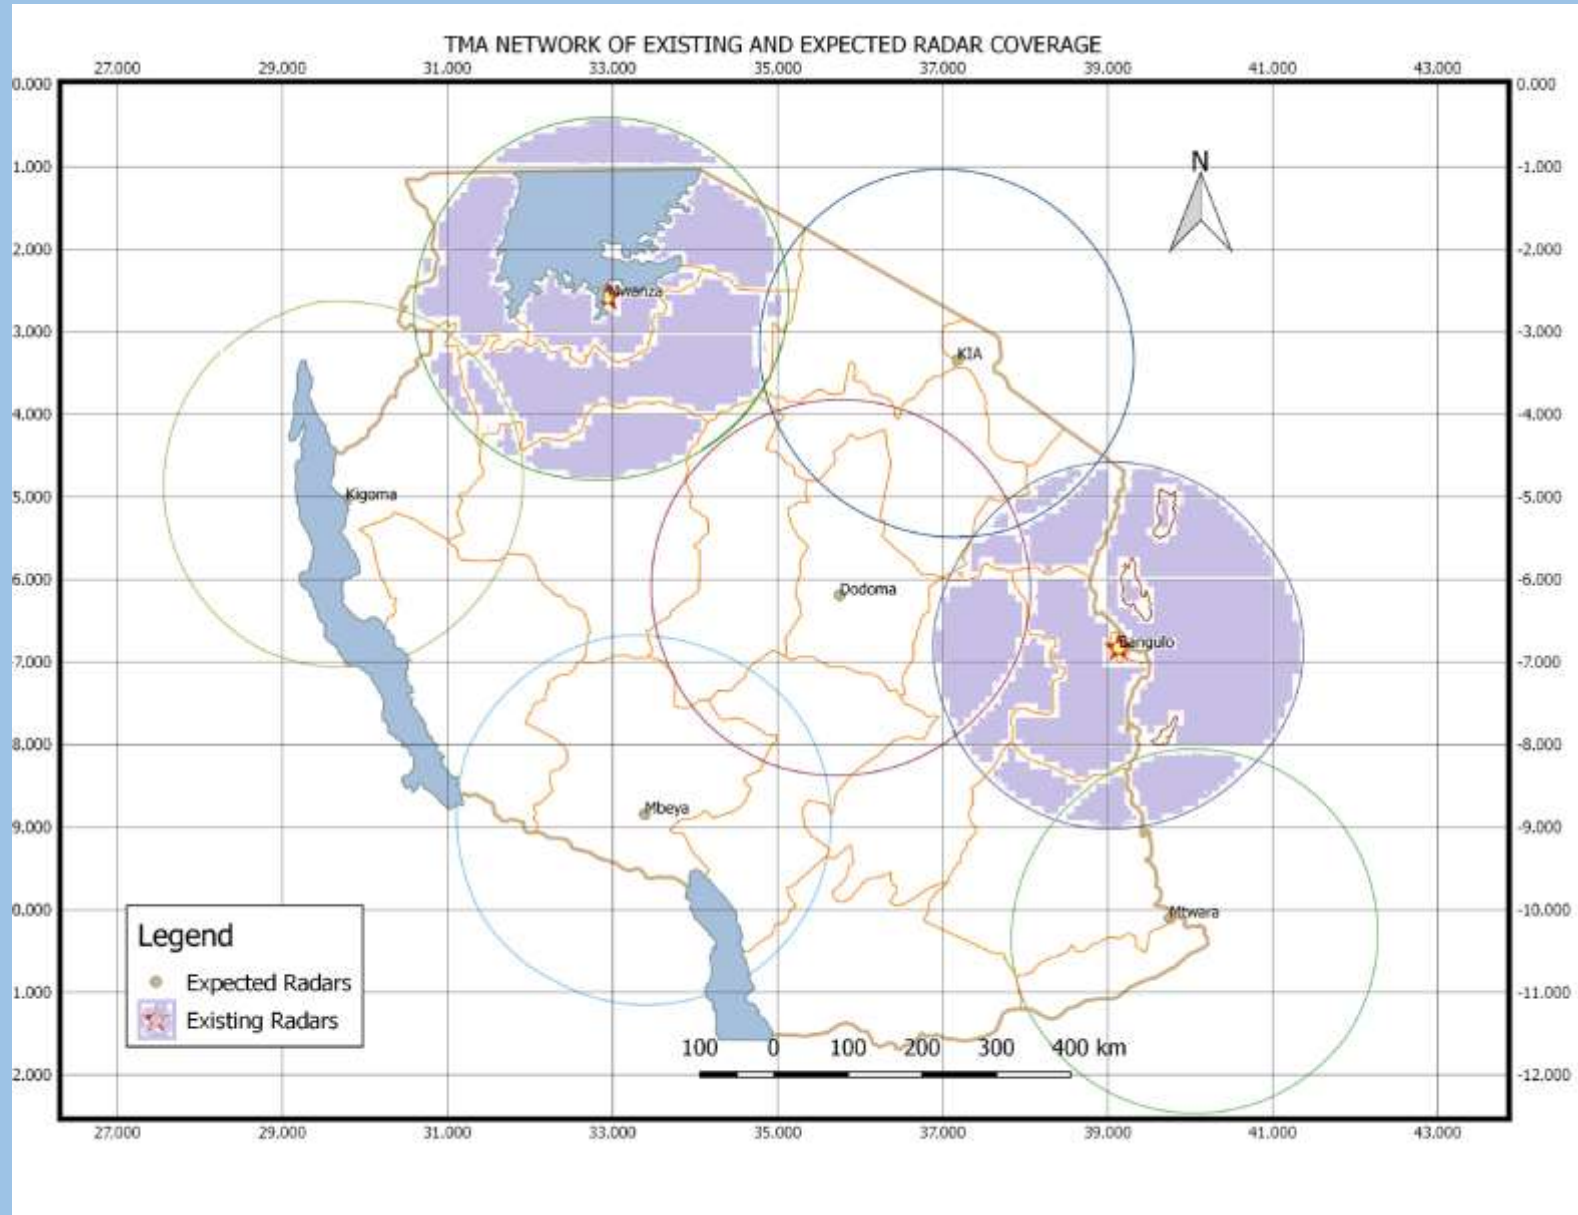 TMA NETWORK OF EXISTING AND EXPECTED RADAR COVERAGE
27.000 29.000 31.000 33.000 35.000 37.000 39.000 41.000 43.000
0.000 0.000
1.000 N -1.000
2.000 -2.000
Mwanza
3.000 -3.000
KIA
4.000 -4.000
Kigoma
5.000 -5.000
6.000 -6.000
Dodoma
Bangulo
7.000 -7.000
8.000 -8.000
Mbeya
9.000 -9.000
0.000 Mtwara -10.000
Legend
Expected Radars
1.000 -11.000
Existing Radars
100 0 100 200 300 400 km
2.000 -12.000
27.000 29.000 31.000 33.000 35.000 37.000 39.000 41.000 43.000